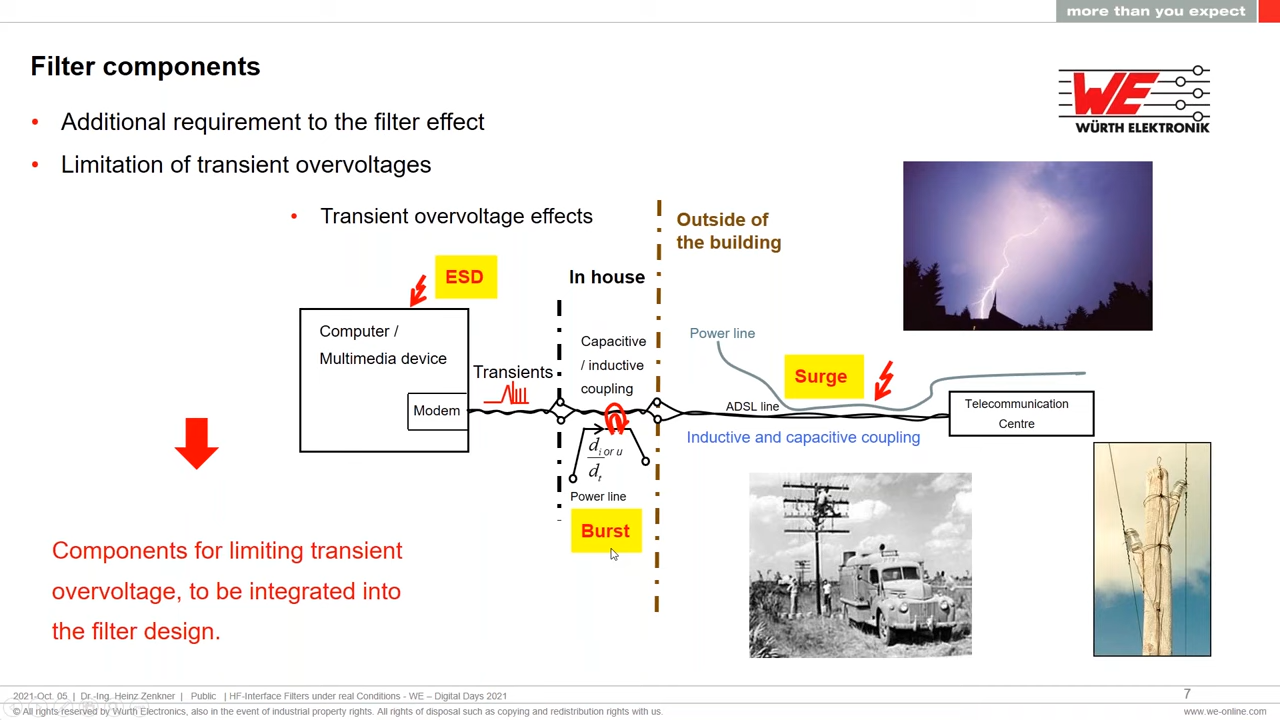 more than you expect
Filter components
WE
WÜRTH ELEKTRONIK
• Additional requirement to the filter effect
• Limitation of transient overvoltages
• Transient overvoltage effects
Outside of
the building
ESD
In house
Computer /
Multimedia device
Modem
Transients
Capacitive
/ inductive
coupling
d i or u
d t
Power line
Burst
Power line
Surge
ADSL line
Inductive and capacitive coupling
Telecommunication
Centre
Components for limiting transient
overvoltage, to be integrated into
the filter design.
2021-Oct. 05 | Dr.-Ing. Heinz Zenkner | Public | HF-Interface Filters under real Conditions - WE – Digital Days 2021
7
© All rights reserved by Wurth Electronics, also in the event of industrial property rights. All rights of disposal such as copying and redistribution rights with us.
www.we-online.com